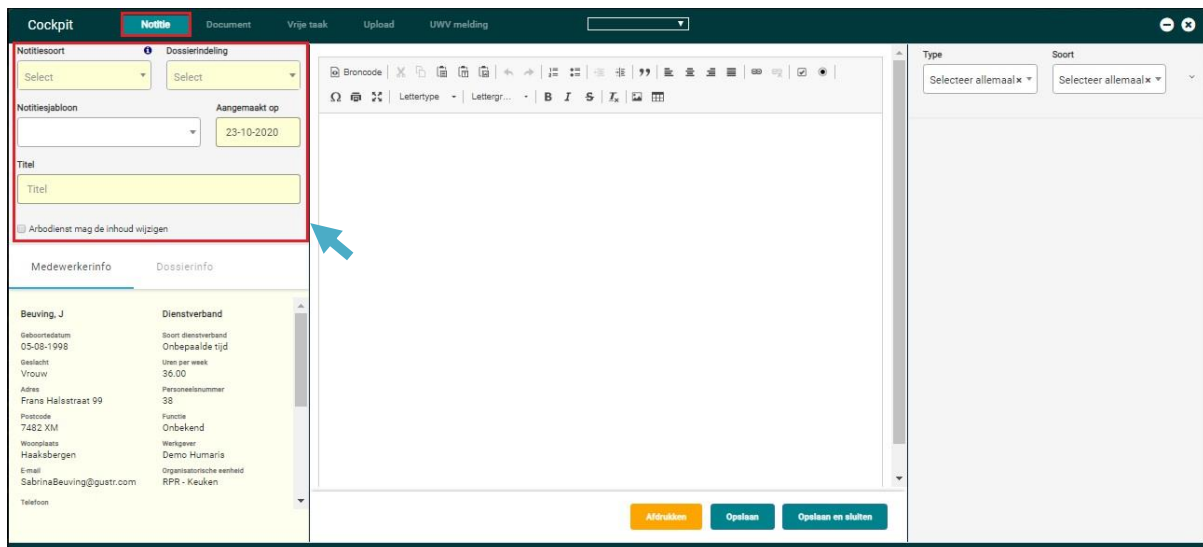 Cockpit Notitie Document Vrije taak Upload UWV melding
Notitiesoort Dossierindeling
Select Select
Notitiesjabloon Aangemaakt op
23-10-2020
Titel
Titel
Arbodienst mag de inhoud wijzigen
Medewerkerinfo Dossierinfo
Beuving, J Dienstverband
Geboortedatum Soort dienstverband
05-08-1998 Onbepaalde tijd
Geslacht Uren per week
Vrouw 36.00
Adres Personeelsnummer
Frans Halsstraat 99 38
Postcode Functie
7482 XM Onbekend
Woonplaats Werkgever
Haaksbergen Demo Humaris
E-mail Organisatorische eenheid
SabrinaBeuving@gustr.com RPR - Keuken
Telefoon
Broncode
Lettertype Lettergr... B I S Ix
Afdrukken Opslaan Opslaan en sluiten
Type Soort
Selecteer allemaal× Selecteer allemaal×